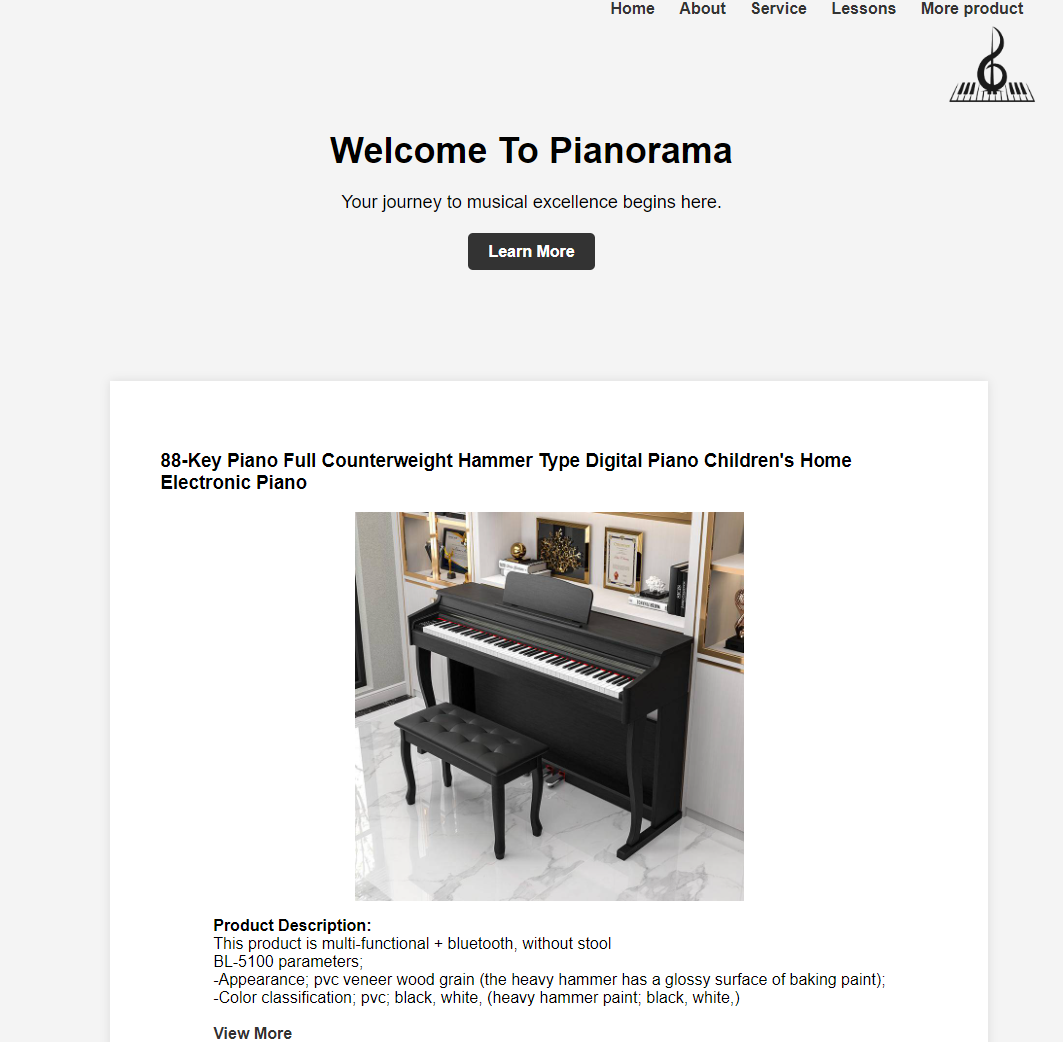 Home About Service Lessons More product
Welcome To Pianorama
Your journey to musical excellence begins here.
Learn More
88-Key Piano Full Counterweight Hammer Type Digital Piano Children's Home
Electronic Piano
Product Description:
This product is multi-functional + bluetooth, without stool
BL-5100 parameters;
-Appearance; pvc veneer wood grain (the heavy hammer has a glossy surface of baking paint);
-Color classification; pvc; black, white, (heavy hammer paint; black, white,)
View More